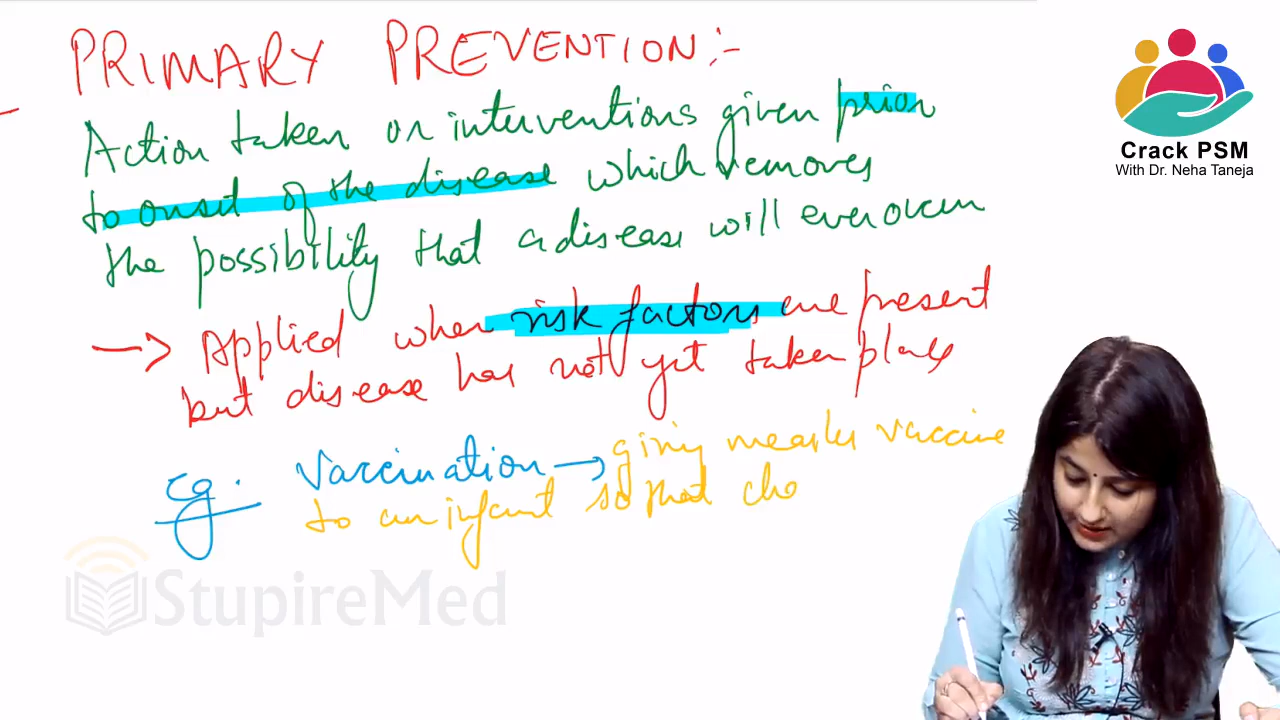 PRIMARY PREVENTION :-
Action taken or interventions given prior
to onset of the disease which removes
the possibility that a disease will ever occur
→ Applied when risk factors are present
but disease has not yet taken place
eg. Vaccination → giving measles vaccine
to an infant so that cho
Crack PSM
With Dr. Neha Taneja
StupireMed